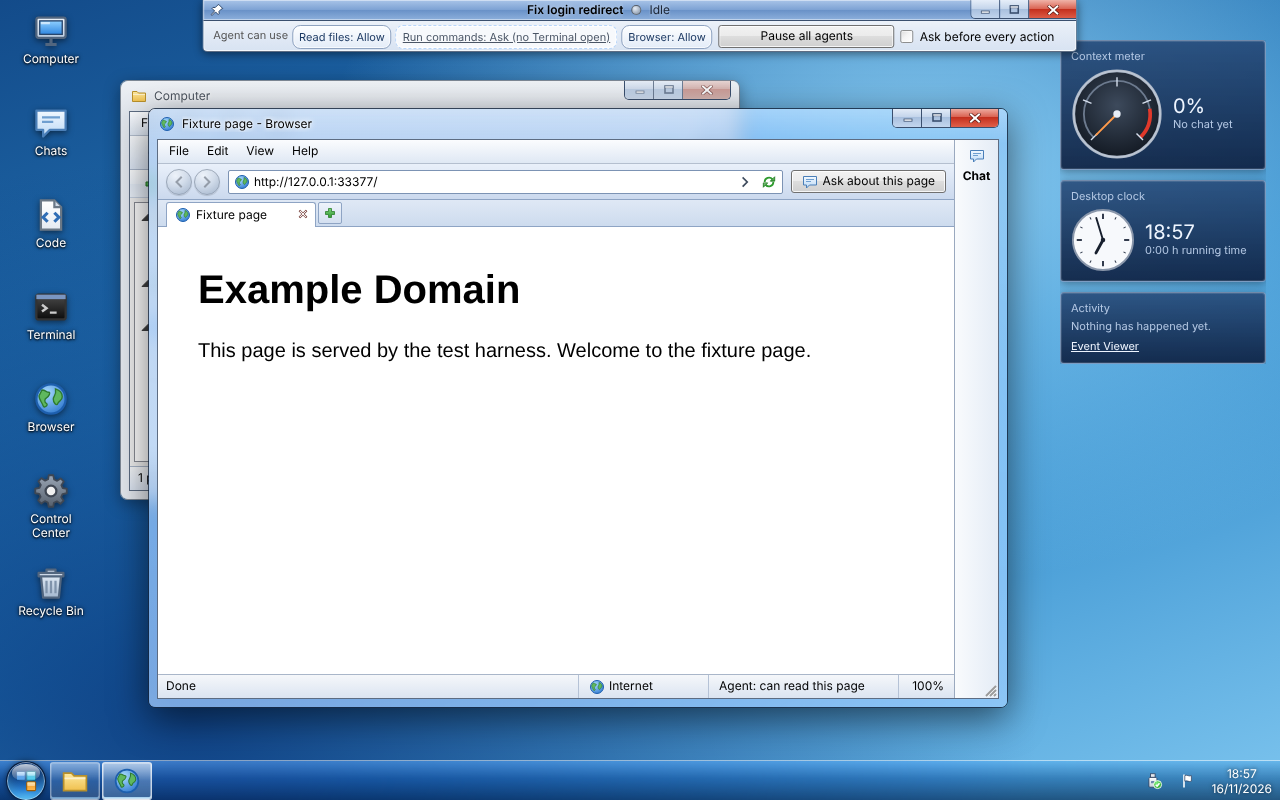 Fix login redirect Idle
Agent can use Read files: Allow Run commands: Ask (no Terminal open) Browser: Allow Pause all agents Ask before every action
Computer
Chats
Code
Terminal
Browser
Control
Center
Recycle Bin
Computer
F
1
Fixture page - Browser
File Edit View Help
http://127.0.0.1:33377/ Ask about this page
Fixture page
Example Domain
This page is served by the test harness. Welcome to the fixture page.
Done Internet Agent: can read this page 100%
Chat
Context meter
0%
No chat yet
Desktop clock
18:57
0:00 h running time
Activity
Nothing has happened yet.
Event Viewer
18:57
16/11/2026